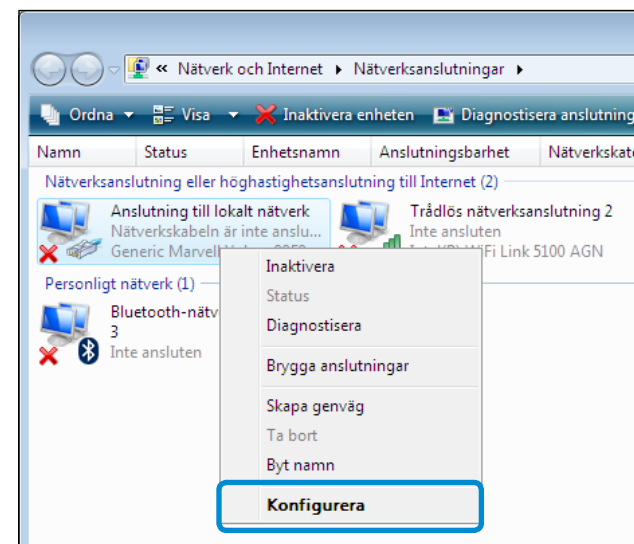 « Nätverk och Internet Nätverksanslutningar
Ordna Visa Inaktivera enheten Diagnostisera anslutning
Namn Status Enhetsnamn Anslutningsbarhet Nätverkskate
Nätverksanslutning eller höghastighetsanslutning till Internet (2)
Anslutning till lokalt nätverk
Nätverkskabeln är inte anslu...
Generic Marvell
Trådlös nätverksanslutning 2
Inte ansluten
WiFi Link 5100 AGN
Personligt nätverk (1)
Bluetooth-nätv
3
Inte ansluten
Inaktivera
Status
Diagnostisera
Brygga anslutningar
Skapa genväg
Ta bort
Byt namn
Konfigurera